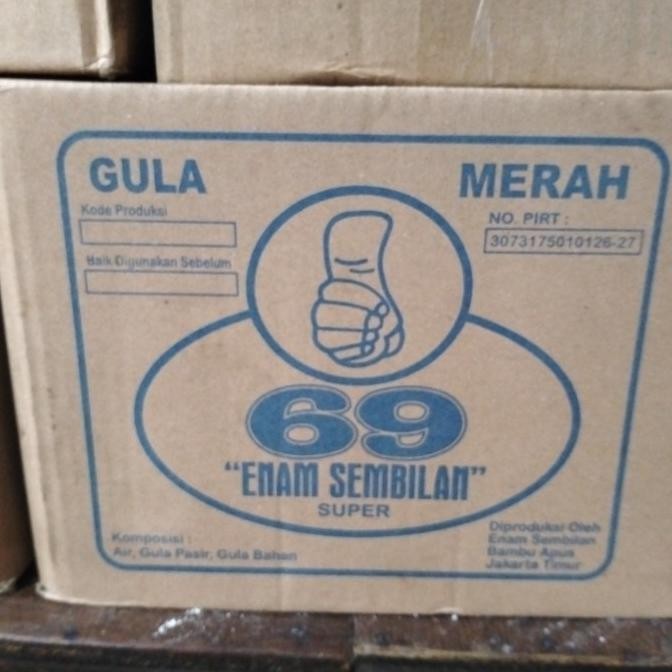 GULA MERAH
Kode Produksi
NO. PIRT :
3073175010126-27
Baik Digunakan Sebelum
69
"ENAM SEMBILAN"
SUPER
Komposisi :
Air, Gula Pasir, Gula Bahan
Diproduksi Oleh
Enam Sembilan
Bambu Apus
Jakarta Timur